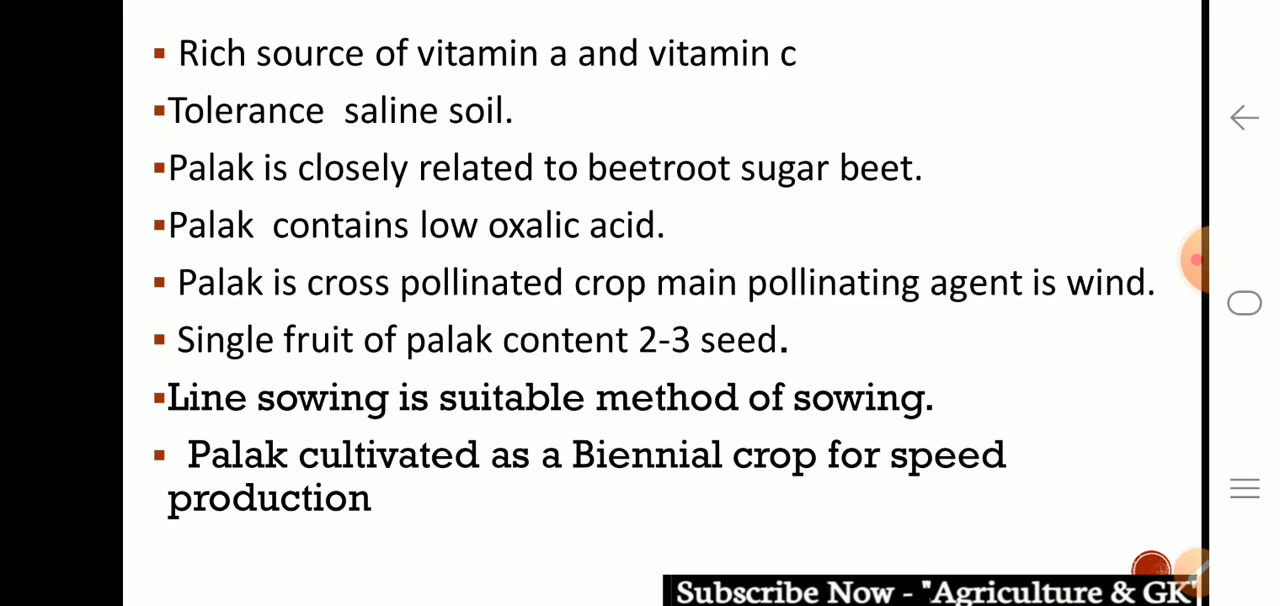 ▪ Rich source of vitamin a and vitamin c
▪Tolerance saline soil.
▪Palak is closely related to beetroot sugar beet.
▪Palak contains low oxalic acid.
▪ Palak is cross pollinated crop main pollinating agent is wind.
▪ Single fruit of palak content 2-3 seed.
▪Line sowing is suitable method of sowing.
▪ Palak cultivated as a Biennial crop for speed
production
Subscribe Now - "Agriculture & GK"